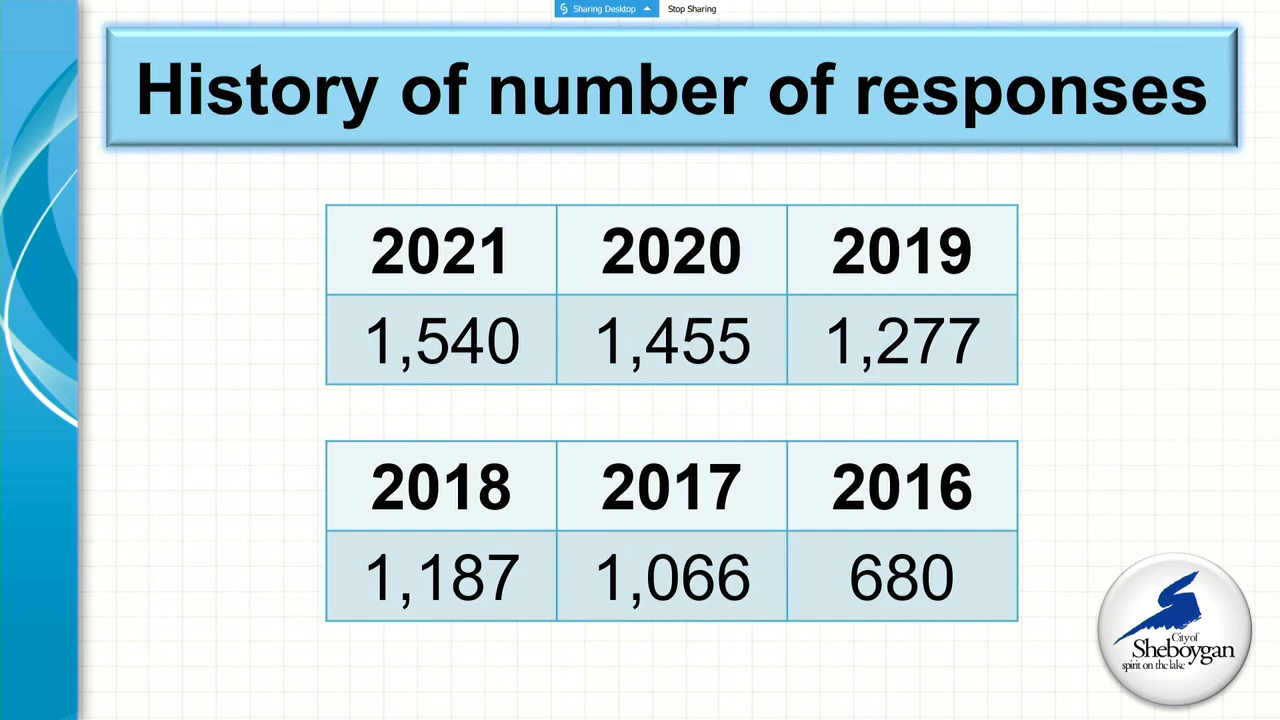 Sharing Desktop Stop Sharing
History of number of responses
2021 2020 2019
1,540 1,455 1,277
2018 2017 2016
1,187 1,066 680
City of
Sheboygan
spirit on the lake